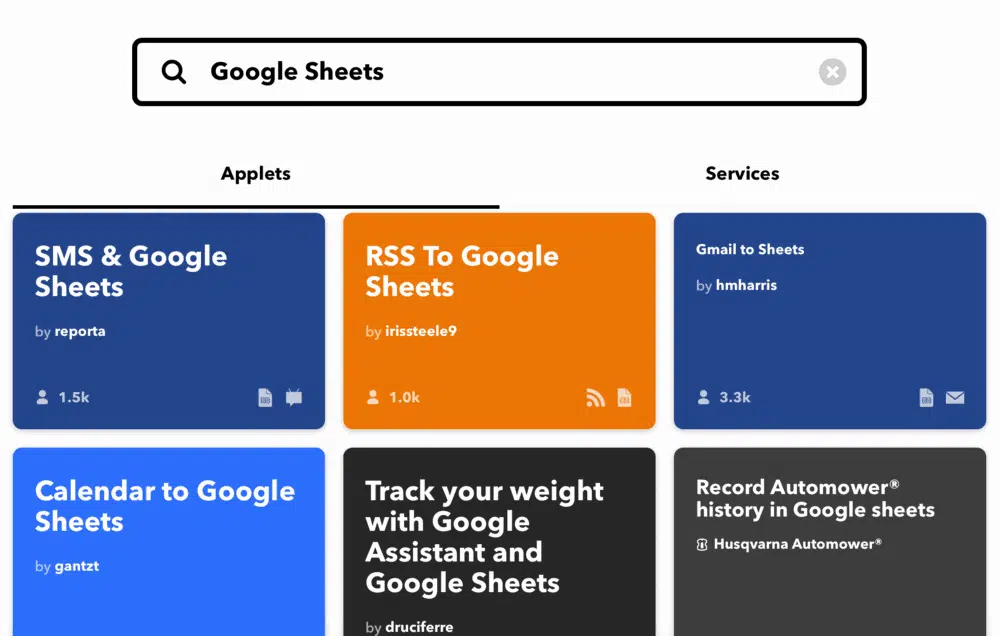 Google Sheets
Applets
Services
SMS & Google
Sheets
by reporta
1.5k
RSS To Google
Sheets
by irissteele9
1.0k
Gmail to Sheets
by hmharris
3.3k
Calendar to Google
Sheets
by gantzt
Track your weight
with Google
Assistant and
Google Sheets
by druciferre
Record Automower®
history in Google sheets
Husqvarna Automower®